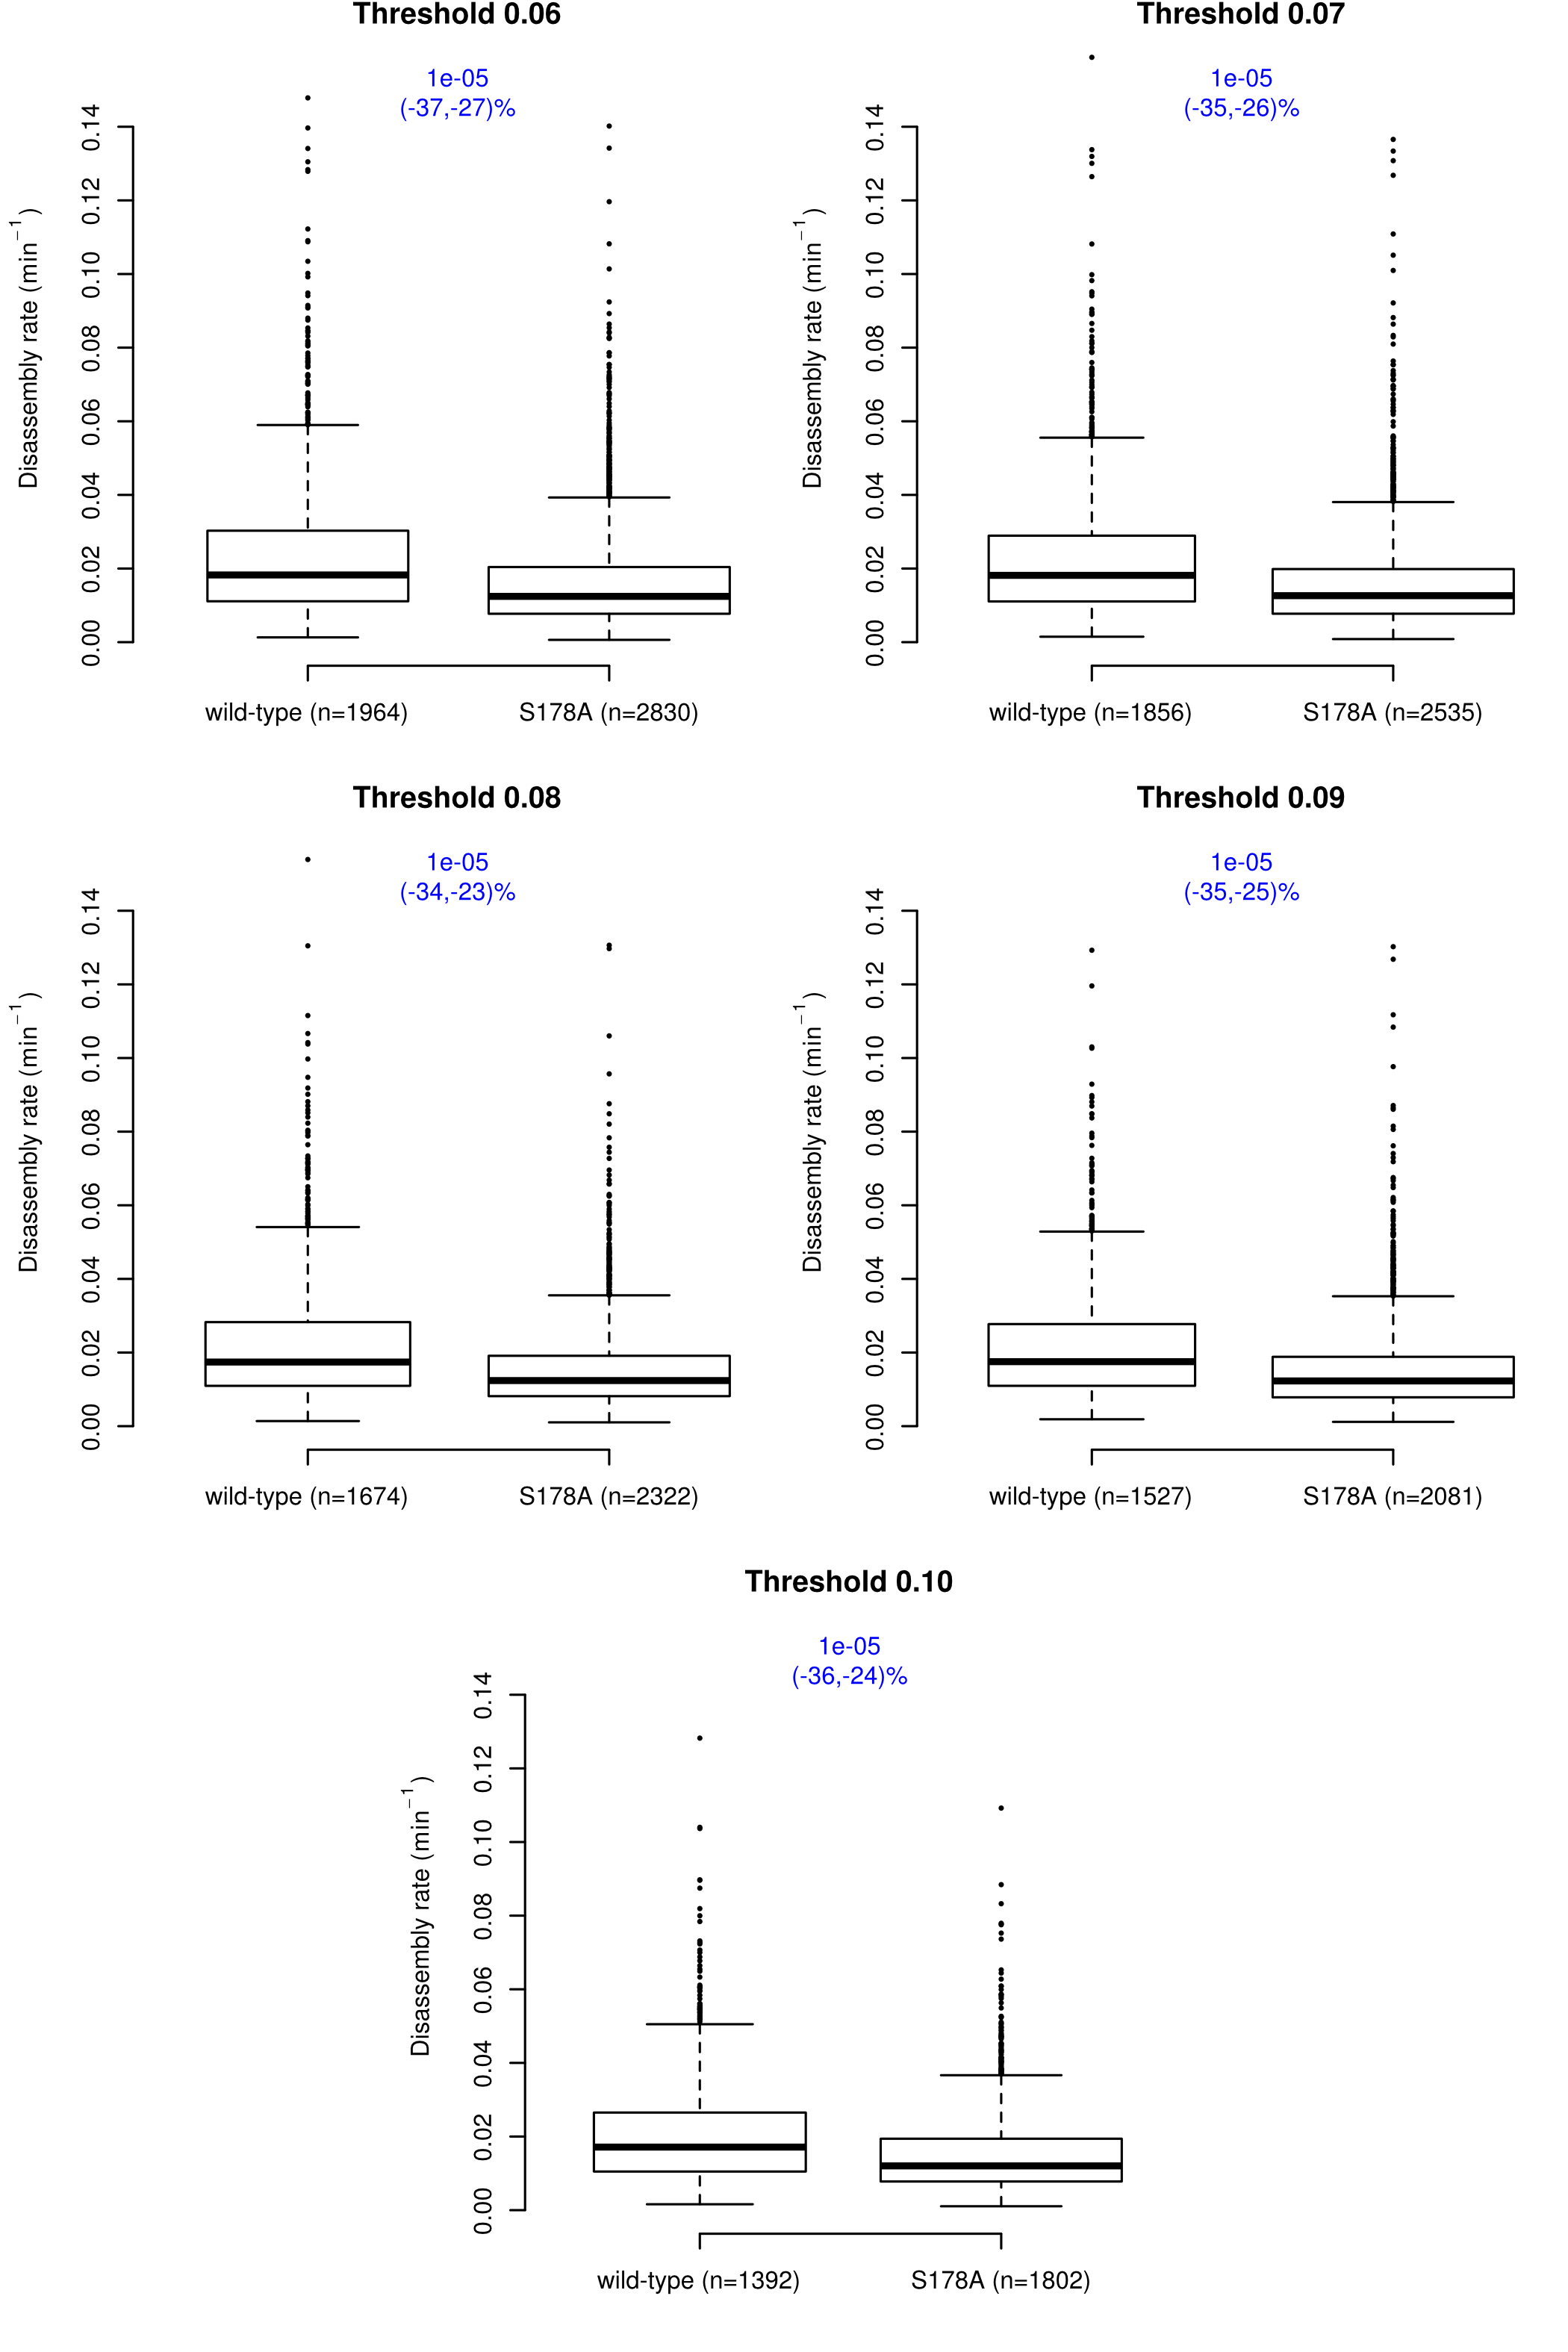 Threshold 0.06
1e-05
(-37,-27)%
Disassembly rate (min⁻¹)
0.14
0.12
0.10
0.08
0.06
0.04
0.02
0.00
wild-type (n=1964)
S178A (n=2830)
Threshold 0.07
1e-05
(-35,-26)%
Disassembly rate (min⁻¹)
0.14
0.12
0.10
0.08
0.06
0.04
0.02
0.00
wild-type (n=1856)
S178A (n=2535)
Threshold 0.08
1e-05
(-34,-23)%
Disassembly rate (min⁻¹)
0.14
0.12
0.10
0.08
0.06
0.04
0.02
0.00
wild-type (n=1674)
S178A (n=2322)
Threshold 0.09
1e-05
(-35,-25)%
Disassembly rate (min⁻¹)
0.14
0.12
0.10
0.08
0.06
0.04
0.02
0.00
wild-type (n=1527)
S178A (n=2081)
Threshold 0.10
1e-05
(-36,-24)%
Disassembly rate (min⁻¹)
0.14
0.12
0.10
0.08
0.06
0.04
0.02
0.00
wild-type (n=1392)
S178A (n=1802)